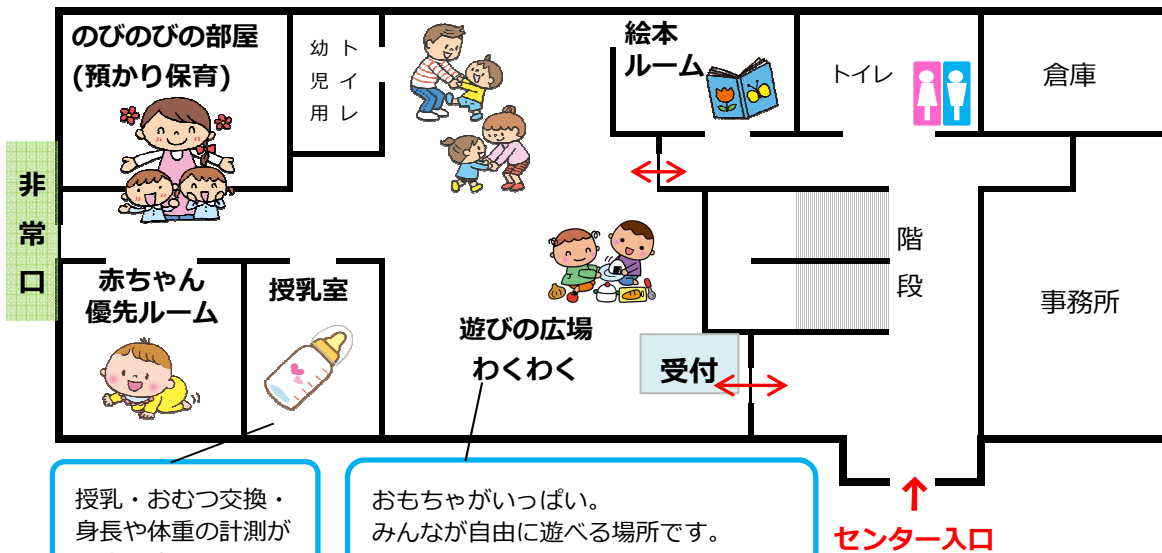 のびのびの部屋
(預かり保育)
幼児用
トイレ
絵本
ルーム
トイレ
倉庫
非常口
赤ちゃん
優先ルーム
授乳室
遊びの広場
わくわく
受付
階段
事務所
授乳・おむつ交換・
身長や体重の計測が
おもちゃがいっぱい。
みんなが自由に遊べる場所です。
センター入口